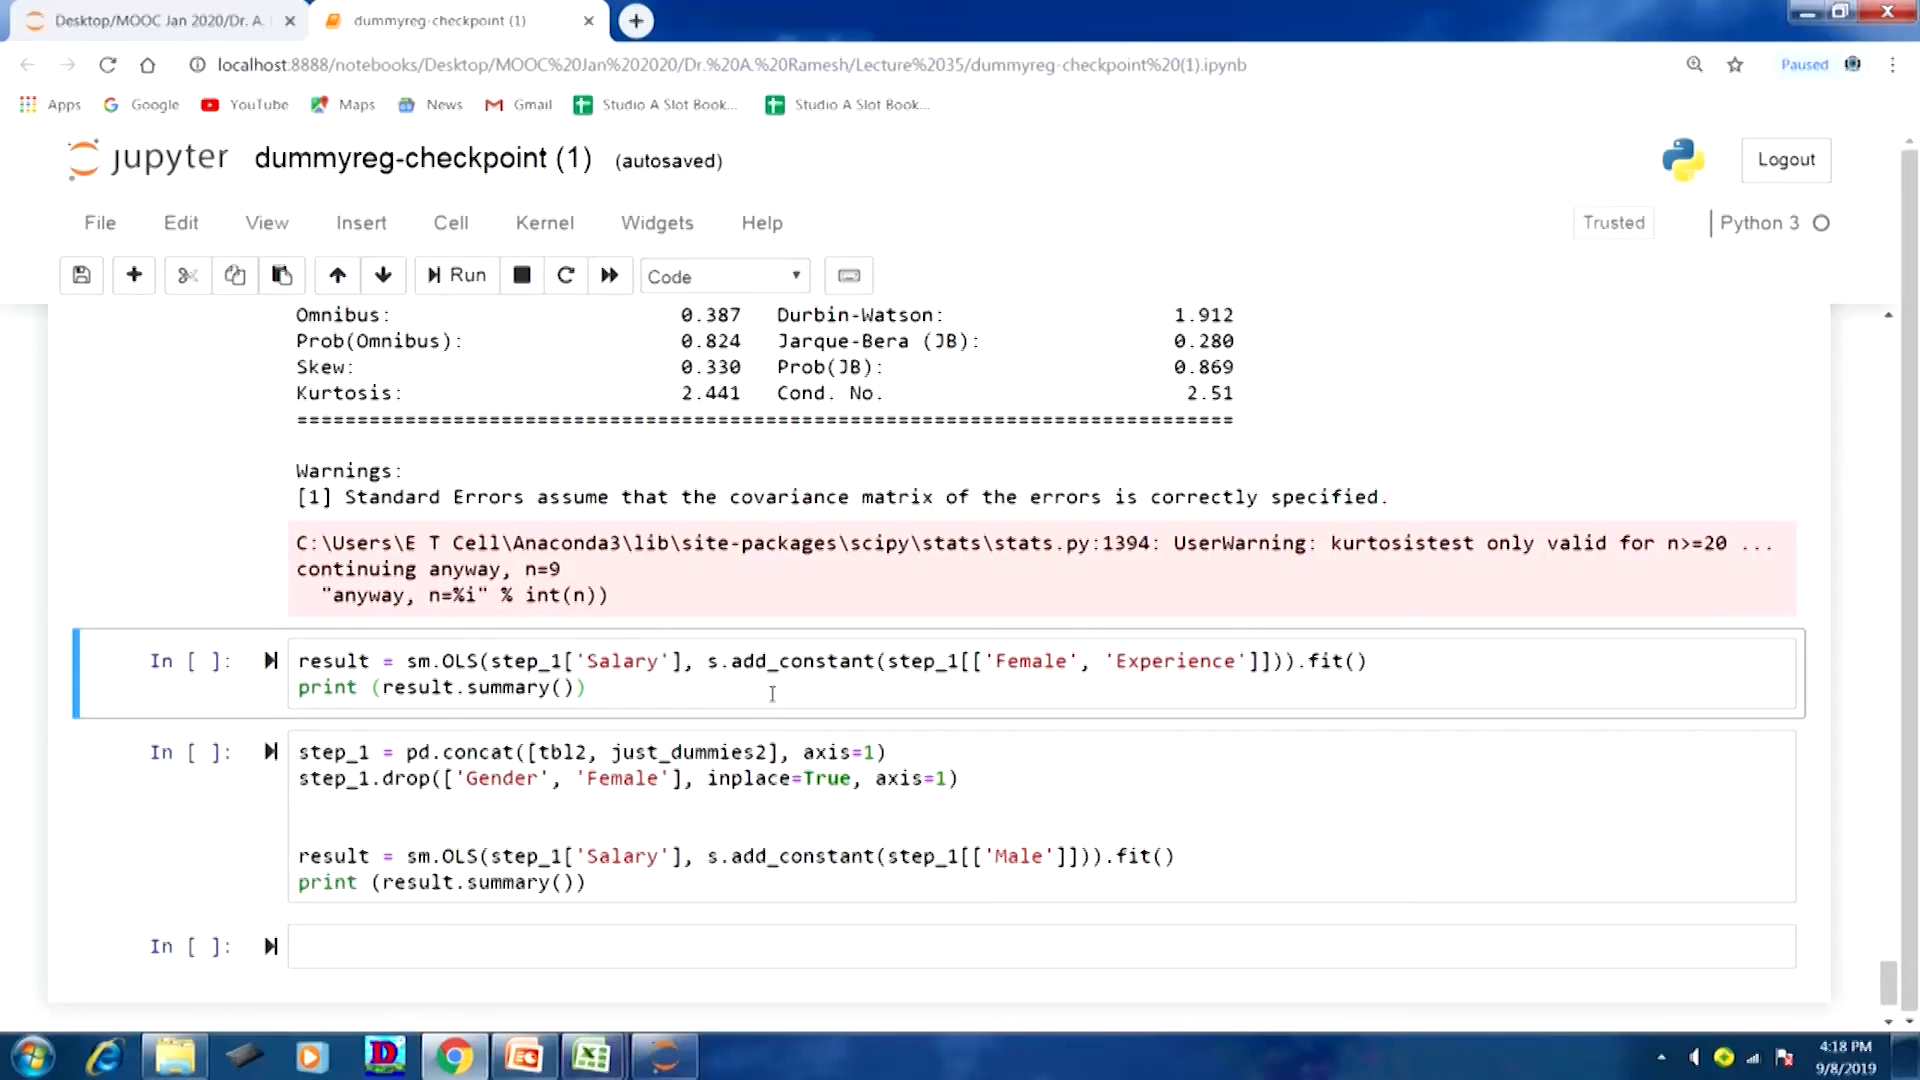 Desktop/MOOC Jan 2020/Dr. A.
dummyreg-checkpoint (1)
localhost:8888/notebooks/Desktop/MOOC%20Jan%202020/Dr.%20A.%20Ramesh/Lecture%2035/dummyreg-checkpoint%20(1).ipynb
Paused
Apps Google YouTube Maps News Gmail Studio A Slot Book... Studio A Slot Book...
jupyter dummyreg-checkpoint (1) (autosaved)
Logout
File Edit View Insert Cell Kernel Widgets Help
Trusted Python 3
Run Code
Omnibus: 0.387 Durbin-Watson: 1.912
Prob(Omnibus): 0.824 Jarque-Bera (JB): 0.280
Skew: 0.330 Prob(JB): 0.869
Kurtosis: 2.441 Cond. No. 2.51
==============================================================================
Warnings:
[1] Standard Errors assume that the covariance matrix of the errors is correctly specified.
C:\Users\E T Cell\Anaconda3\lib\site-packages\scipy\stats\stats.py:1394: UserWarning: kurtosistest only valid for n>=20 ...
continuing anyway, n=9
"anyway, n=%i" % int(n))
In [ ]: result = sm.OLS(step_1['Salary'], s.add_constant(step_1[['Female', 'Experience']])).fit()
print (result.summary())
In [ ]: step_1 = pd.concat([tbl2, just_dummies2], axis=1)
step_1.drop(['Gender', 'Female'], inplace=True, axis=1)
result = sm.OLS(step_1['Salary'], s.add_constant(step_1[['Male']])).fit()
print (result.summary())
In [ ]:
4:18 PM
9/8/2019